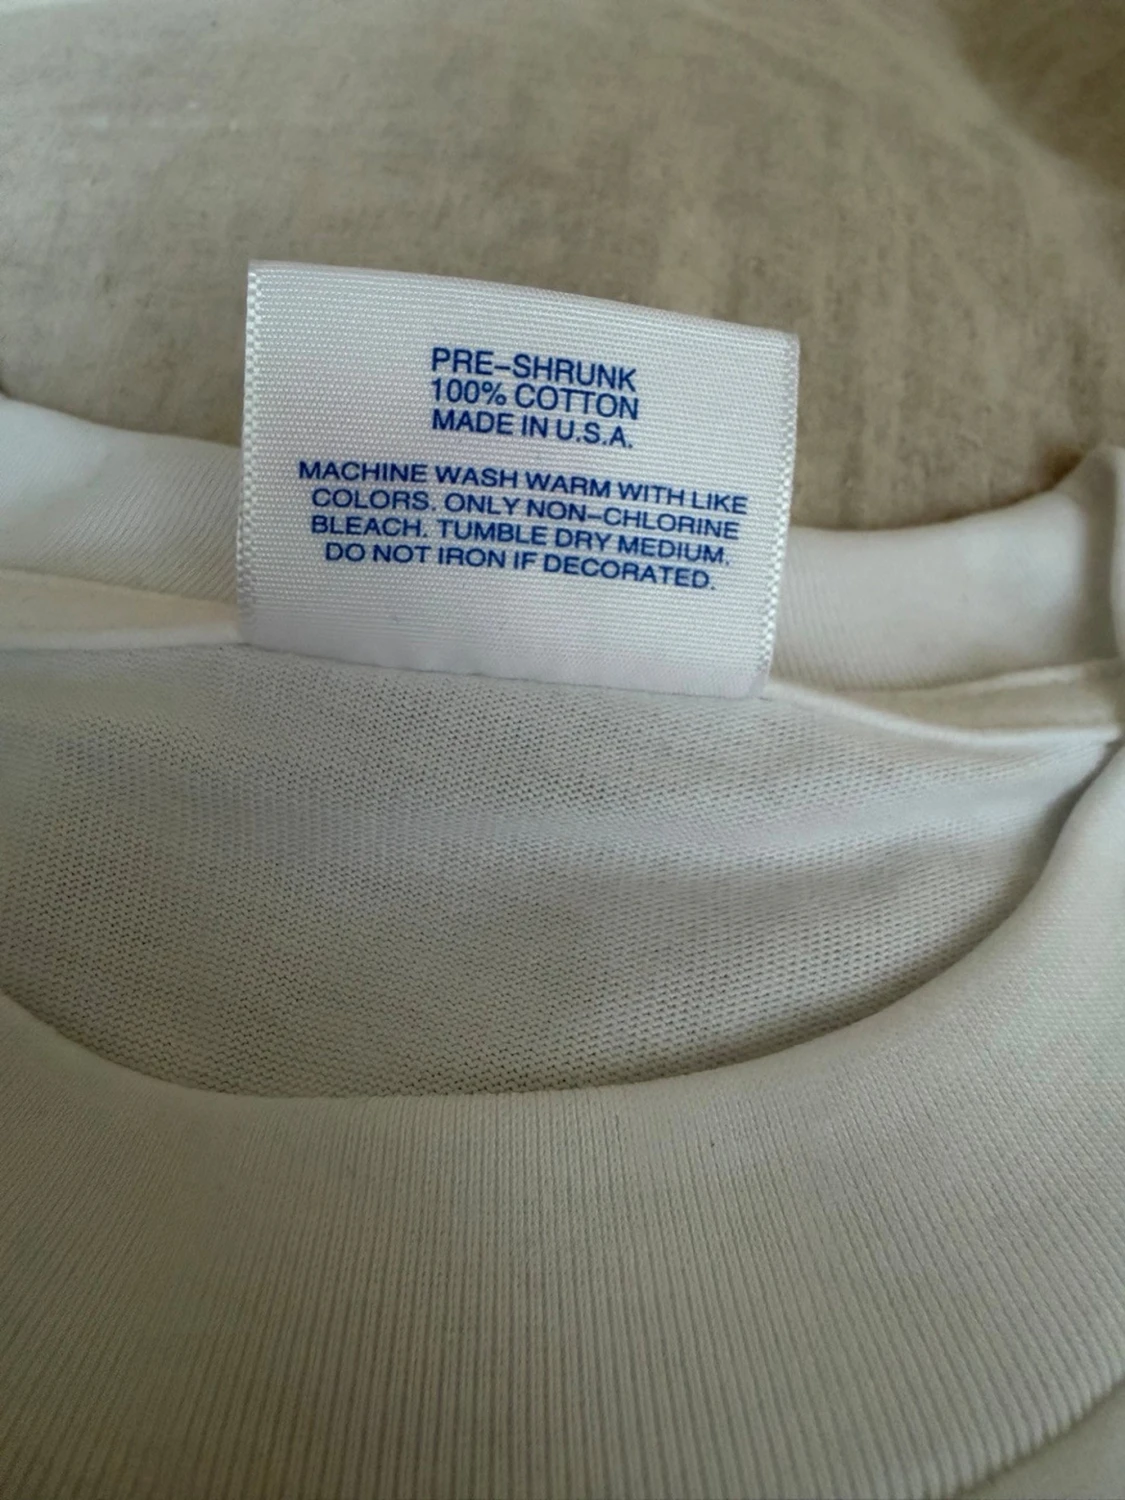 PRE-SHRUNK
100% COTTON
MADE IN U.S.A.
MACHINE WASH WARM WITH LIKE
COLORS. ONLY NON-CHLORINE
BLEACH. TUMBLE DRY MEDIUM.
DO NOT IRON IF DECORATED.